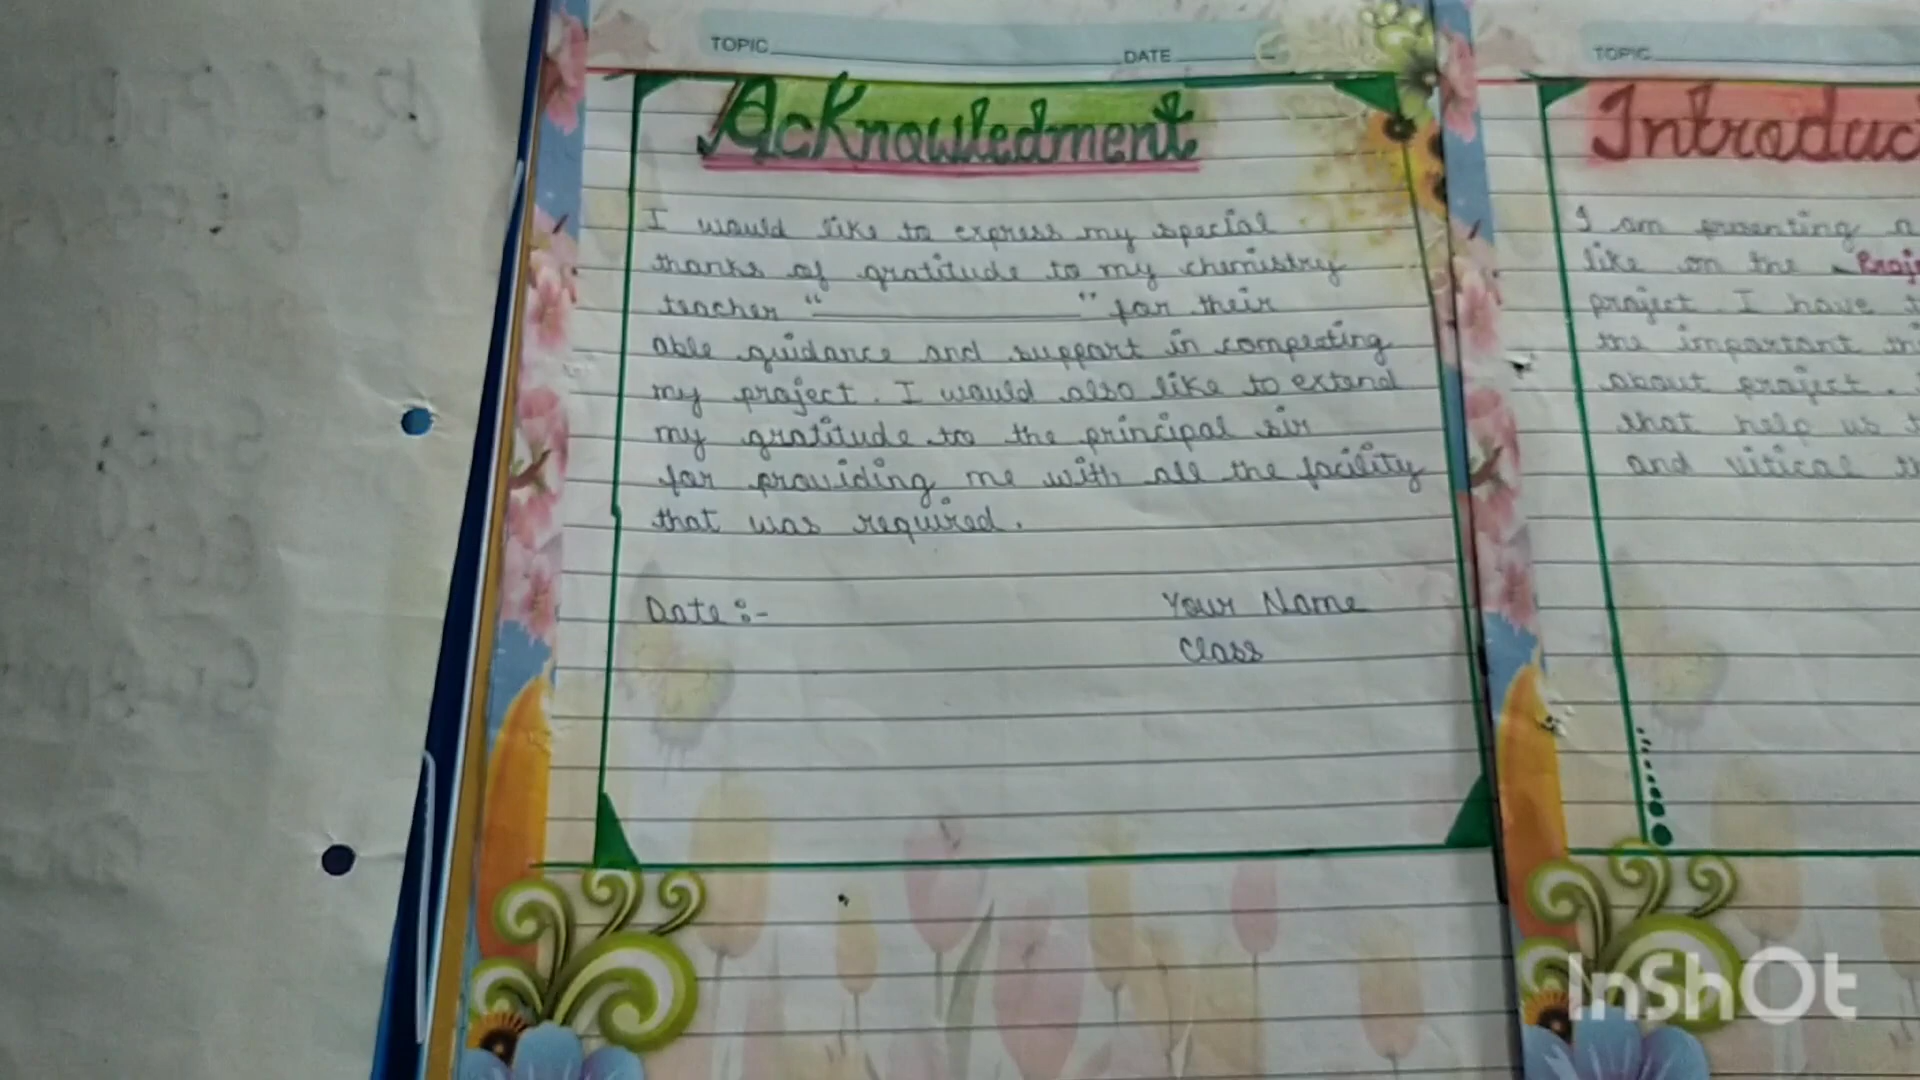 TOPIC DATE
Acknowledment
I would like to express my special
thanks of gratitude to my chemistry
teacher “__________” for their
able guidance and support in compecting
my project. I would also like to extend
my gratitude to the principal sir
for providing me with all the facility
that was required.
Date :-
Your Name
Class
TOPIC
Introduc
I am presenting a
like on the
project. I have
the important
about project.
that help us
and vitical
InShOt